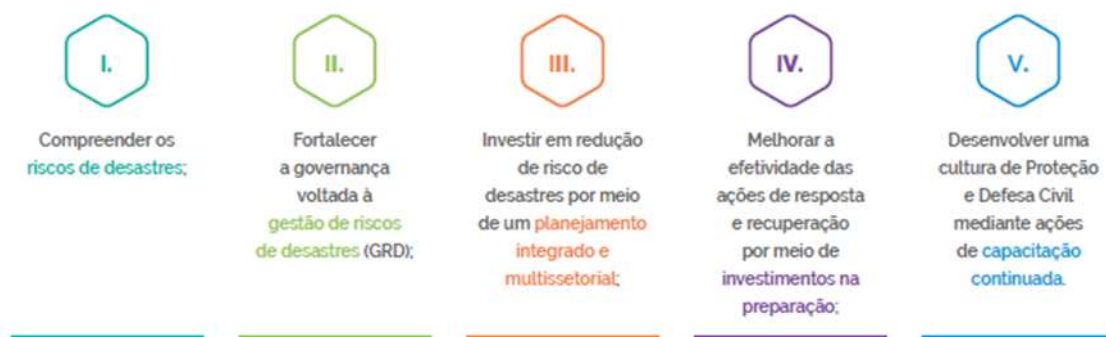 I.
Compreender os
riscos de desastres;
II.
Fortalecer
a governança
voltada à
gestão de riscos
de desastres (GRD);
III.
Investir em redução
de risco de
desastres por meio
de um planejamento
integrado e
multissetorial;
IV.
Melhorar a
efetividade das
ações de resposta
e recuperação
por meio de
investimentos na
preparação;
V.
Desenvolver uma
cultura de Proteção
e Defesa Civil
mediante ações
de capacitação
continuada.